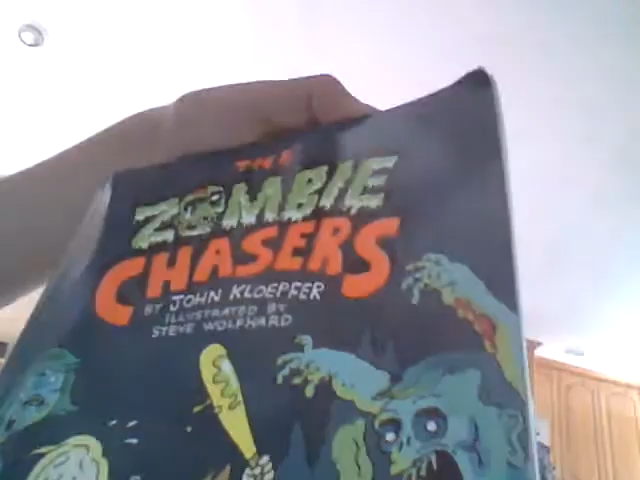 THE
ZOMBIE
CHASERS
BY JOHN KLOEPFER
ILLUSTRATED BY
STEVE WOLFHARD